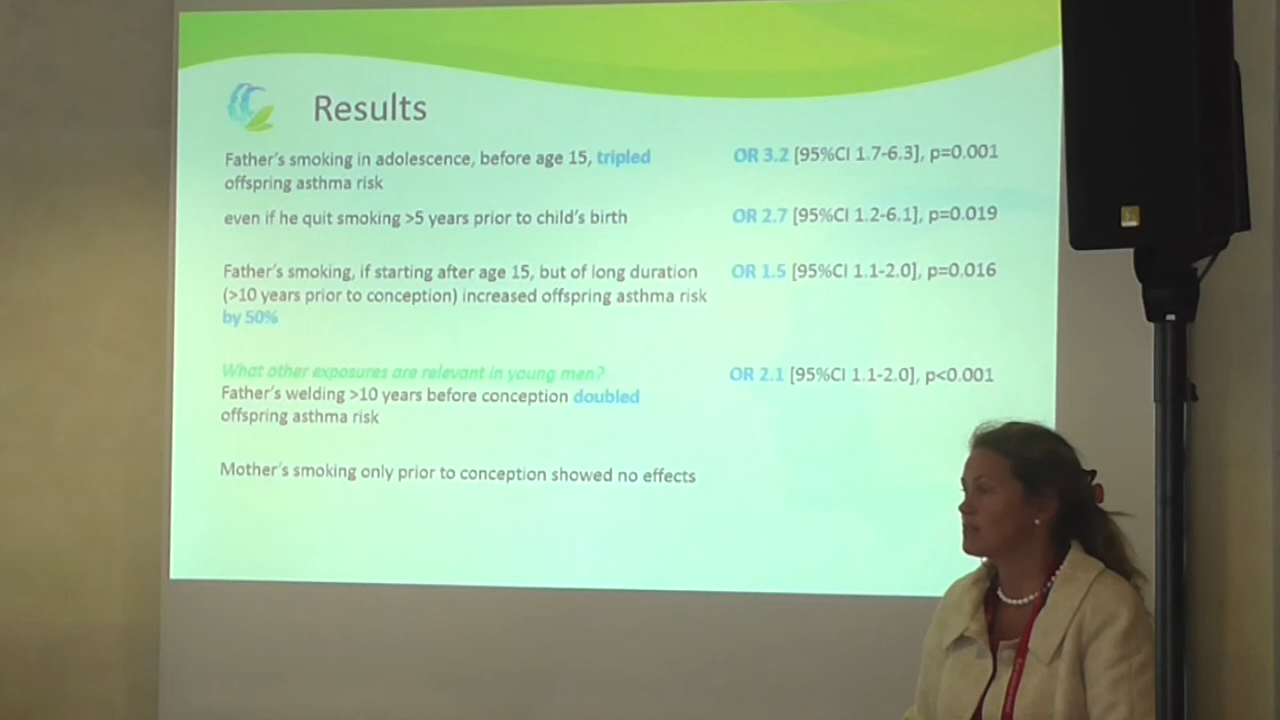 Results
Father's smoking in adolescence, before age 15, tripled
offspring asthma risk
OR 3.2 [95%CI 1.7-6.3], p=0.001
even if he quit smoking >5 years prior to child's birth
OR 2.7 [95%CI 1.2-6.1], p=0.019
Father's smoking, if starting after age 15, but of long duration
(>10 years prior to conception) increased offspring asthma risk
by 50%
OR 1.5 [95%CI 1.1-2.0], p=0.016
What other exposures are relevant in young men?
Father's welding >10 years before conception doubled
offspring asthma risk
OR 2.1 [95%CI 1.1-2.0], p<0.001
Mother's smoking only prior to conception showed no effects